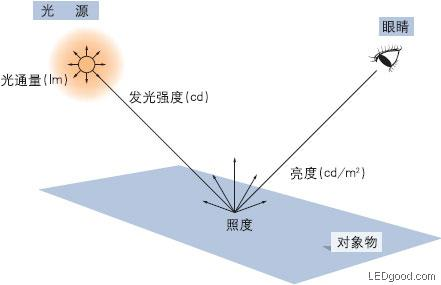 光 源
眼睛
光通量(lm)
发光强度(cd)
亮度(cd/m²)
照度
对象物
LEDgood.com